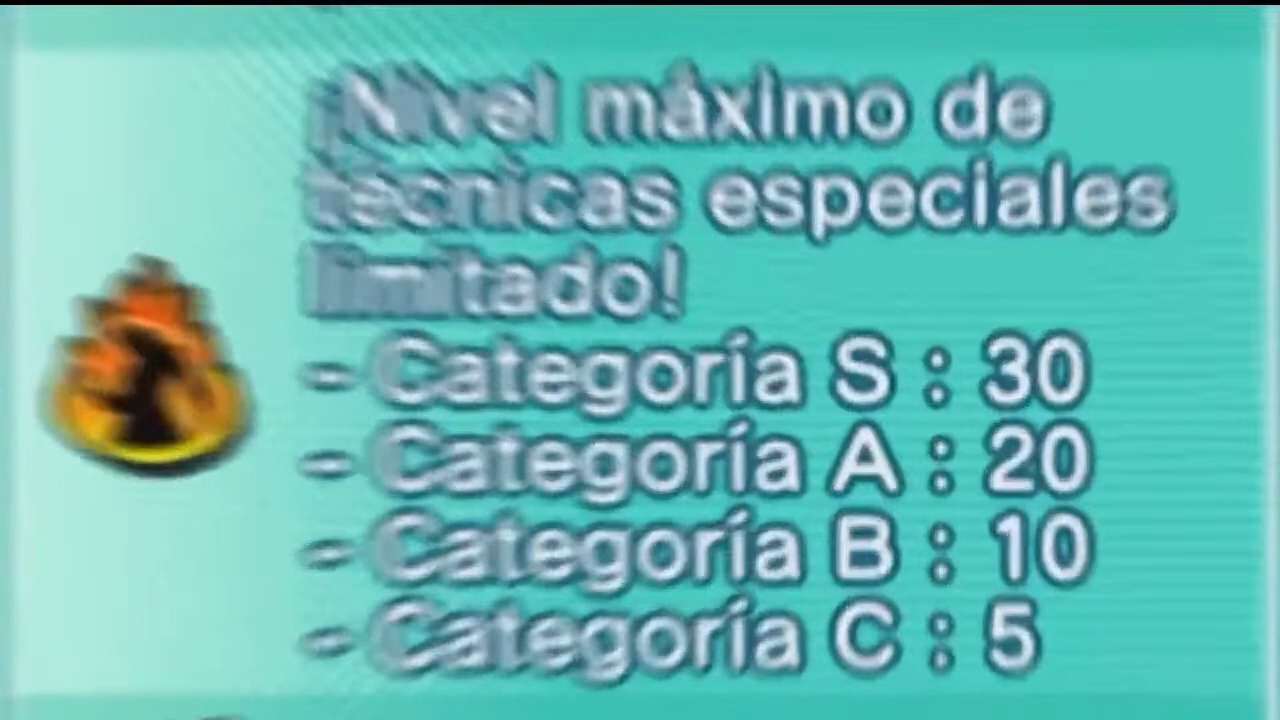 ¡Nivel máximo de
técnicas especiales
limitado!
- Categoría S : 30
- Categoría A : 20
- Categoría B : 10
- Categoría C : 5